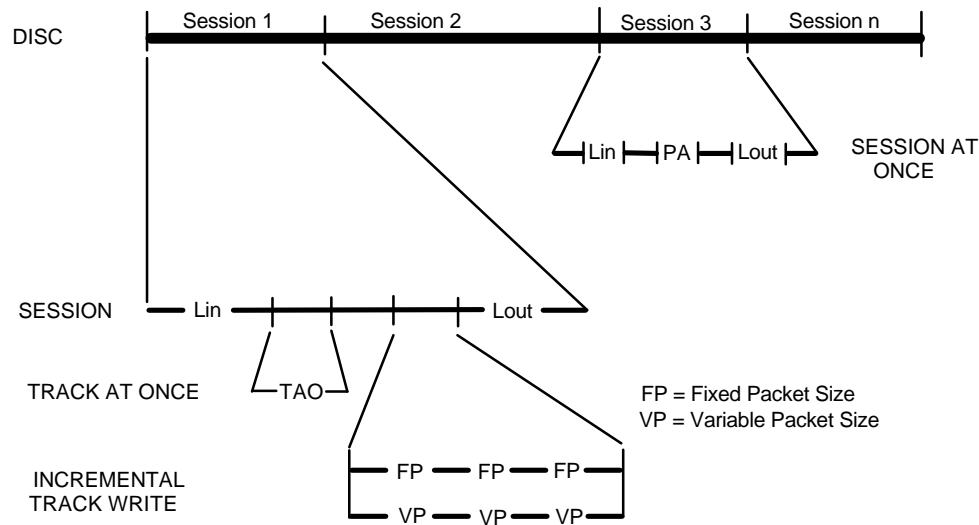 Session 1 Session 2 Session 3 Session n
DISC
Lin PA Lout
SESSION AT
ONCE
SESSION Lin Lout
TRACK AT ONCE TAO
FP = Fixed Packet Size
VP = Variable Packet Size
FP FP FP
INCREMENTAL
TRACK WRITE
VP VP VP